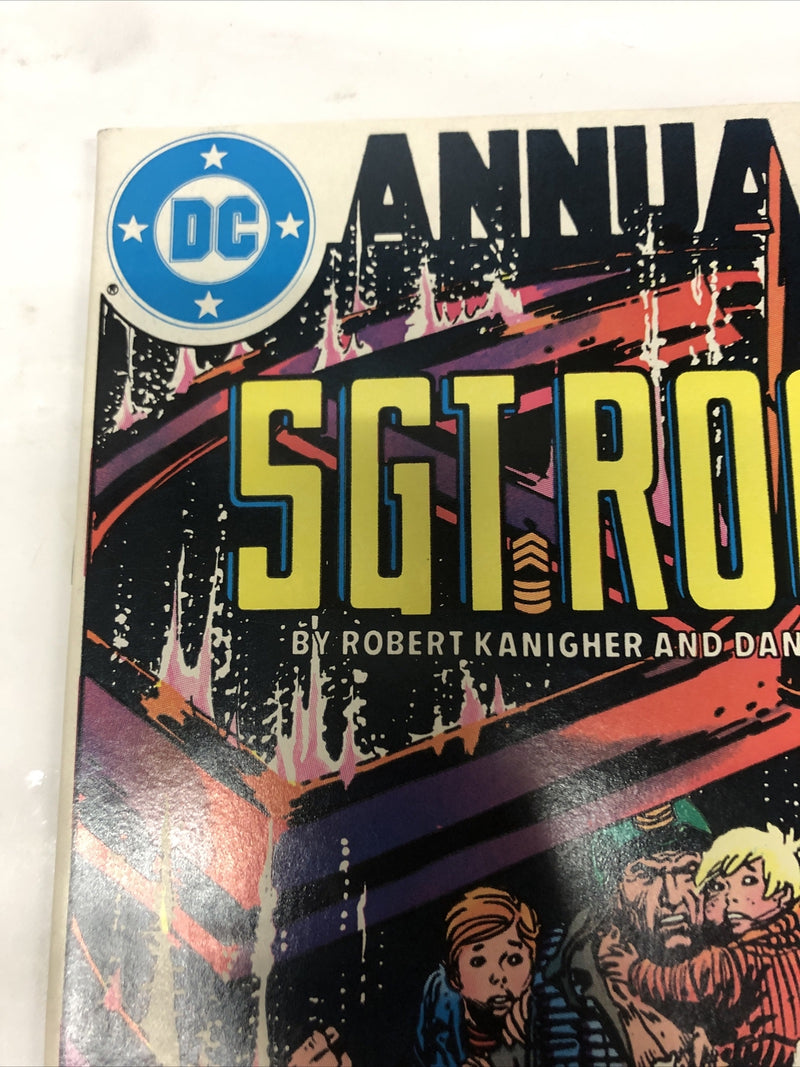 DC
ANNUA
®
SGT. RO
BY ROBERT KANIGHER AND DAN